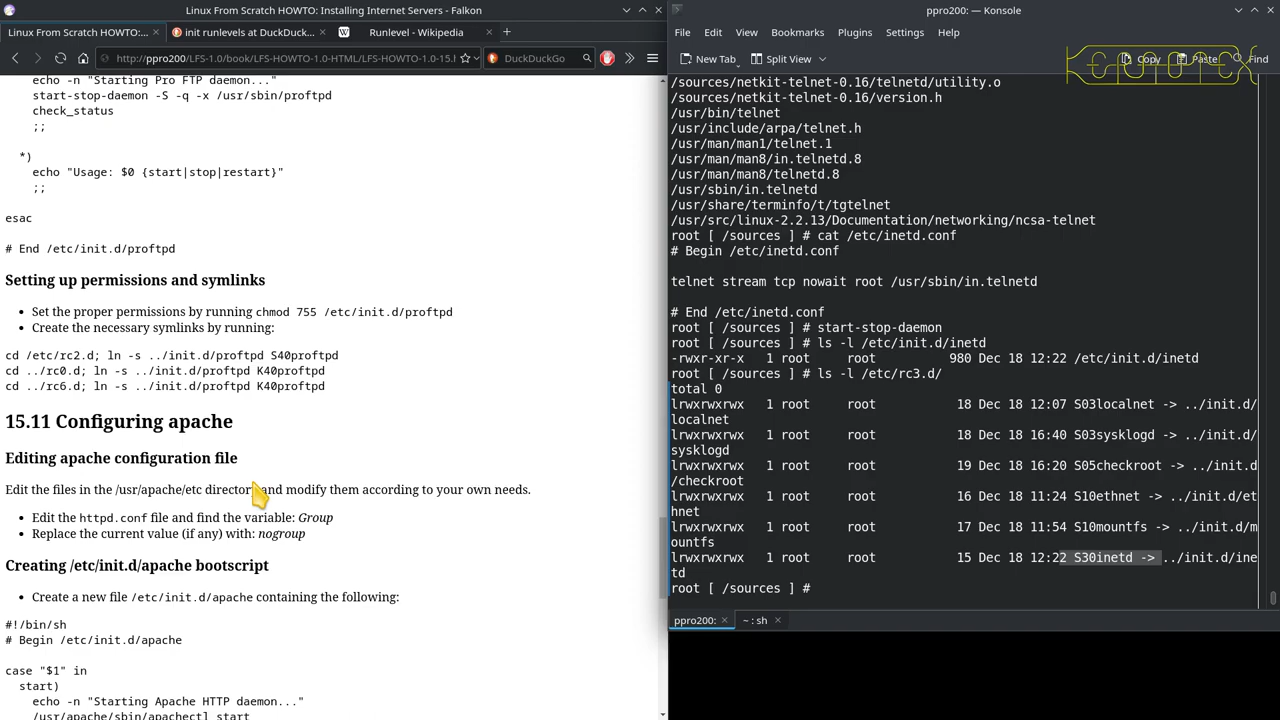 Linux From Scratch HOWTO: Installing Internet Servers - Falkon
Linux From Scratch HOWTO:... ×
init runlevels at DuckDuck... ×
W Runlevel - Wikipedia ×
http://ppro200/LFS-1.0/book/LFS-HOWTO-1.0-HTML/LFS-HOWTO-1.0-15.h
DuckDuckGo
echo -n "Starting Pro FTP daemon..."
start-stop-daemon -S -q -x /usr/sbin/proftpd
check_status
;;
*)
echo "Usage: $0 {start|stop|restart}"
;;
esac
# End /etc/init.d/proftpd
Setting up permissions and symlinks
• Set the proper permissions by running chmod 755 /etc/init.d/proftpd
• Create the necessary symlinks by running:
cd /etc/rc2.d; ln -s ../init.d/proftpd S40proftpd
cd ../rc0.d; ln -s ../init.d/proftpd K40proftpd
cd ../rc6.d; ln -s ../init.d/proftpd K40proftpd
15.11 Configuring apache
Editing apache configuration file
Edit the files in the /usr/apache/etc directory and modify them according to your own needs.
• Edit the httpd.conf file and find the variable: Group
• Replace the current value (if any) with: nogroup
Creating /etc/init.d/apache bootscript
• Create a new file /etc/init.d/apache containing the following:
#!/bin/sh
# Begin /etc/init.d/apache
case "$1" in
start)
echo -n "Starting Apache HTTP daemon..."
/usr/apache/sbin/apachectl start
ppro200: — Konsole
File Edit View Bookmarks Plugins Settings Help
New Tab Split View Copy Paste Find
/sources/netkit-telnet-0.16/telnetd/utility.o
/sources/netkit-telnet-0.16/version.h
/usr/bin/telnet
/usr/include/arpa/telnet.h
/usr/man/man1/telnet.1
/usr/man/man8/in.telnetd.8
/usr/man/man8/telnetd.8
/usr/sbin/in.telnetd
/usr/share/terminfo/t/tgtelnet
/usr/src/linux-2.2.13/Documentation/networking/ncsa-telnet
root [ /sources ] # cat /etc/inetd.conf
# Begin /etc/inetd.conf
telnet stream tcp nowait root /usr/sbin/in.telnetd
# End /etc/inetd.conf
root [ /sources ] # start-stop-daemon
root [ /sources ] # ls -l /etc/init.d/inetd
-rwxr-xr-x   1 root     root          980 Dec 18 12:22 /etc/init.d/inetd
root [ /sources ] # ls -l /etc/rc3.d/
total 0
lrwxrwxrwx   1 root     root           18 Dec 18 12:07 S03localnet -> ../init.d/
localnet
lrwxrwxrwx   1 root     root           18 Dec 18 16:40 S03sysklogd -> ../init.d/
sysklogd
lrwxrwxrwx   1 root     root           19 Dec 18 16:20 S05checkroot -> ../init.d
/checkroot
lrwxrwxrwx   1 root     root           16 Dec 18 11:24 S10ethnet -> ../init.d/et
hnet
lrwxrwxrwx   1 root     root           17 Dec 18 11:54 S10mountfs -> ../init.d/m
ountfs
lrwxrwxrwx   1 root     root           15 Dec 18 12:22 S30inetd -> ../init.d/ine
td
root [ /sources ] #
ppro200: × ~ : sh ×